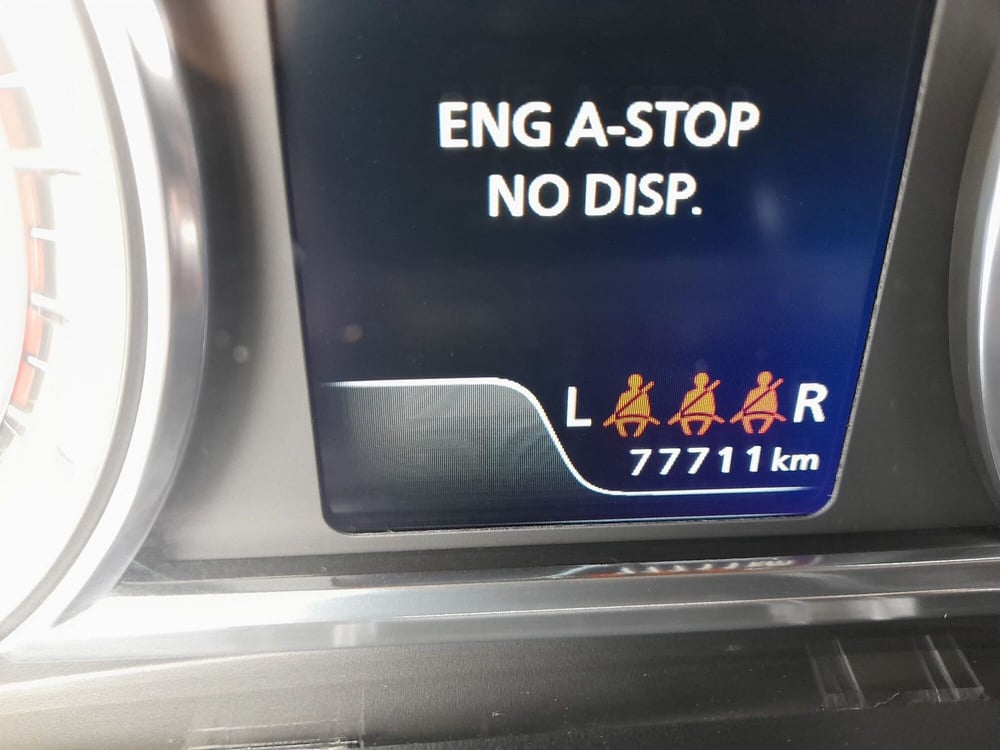 ENG A-STOP
NO DISP.
L R
77711km